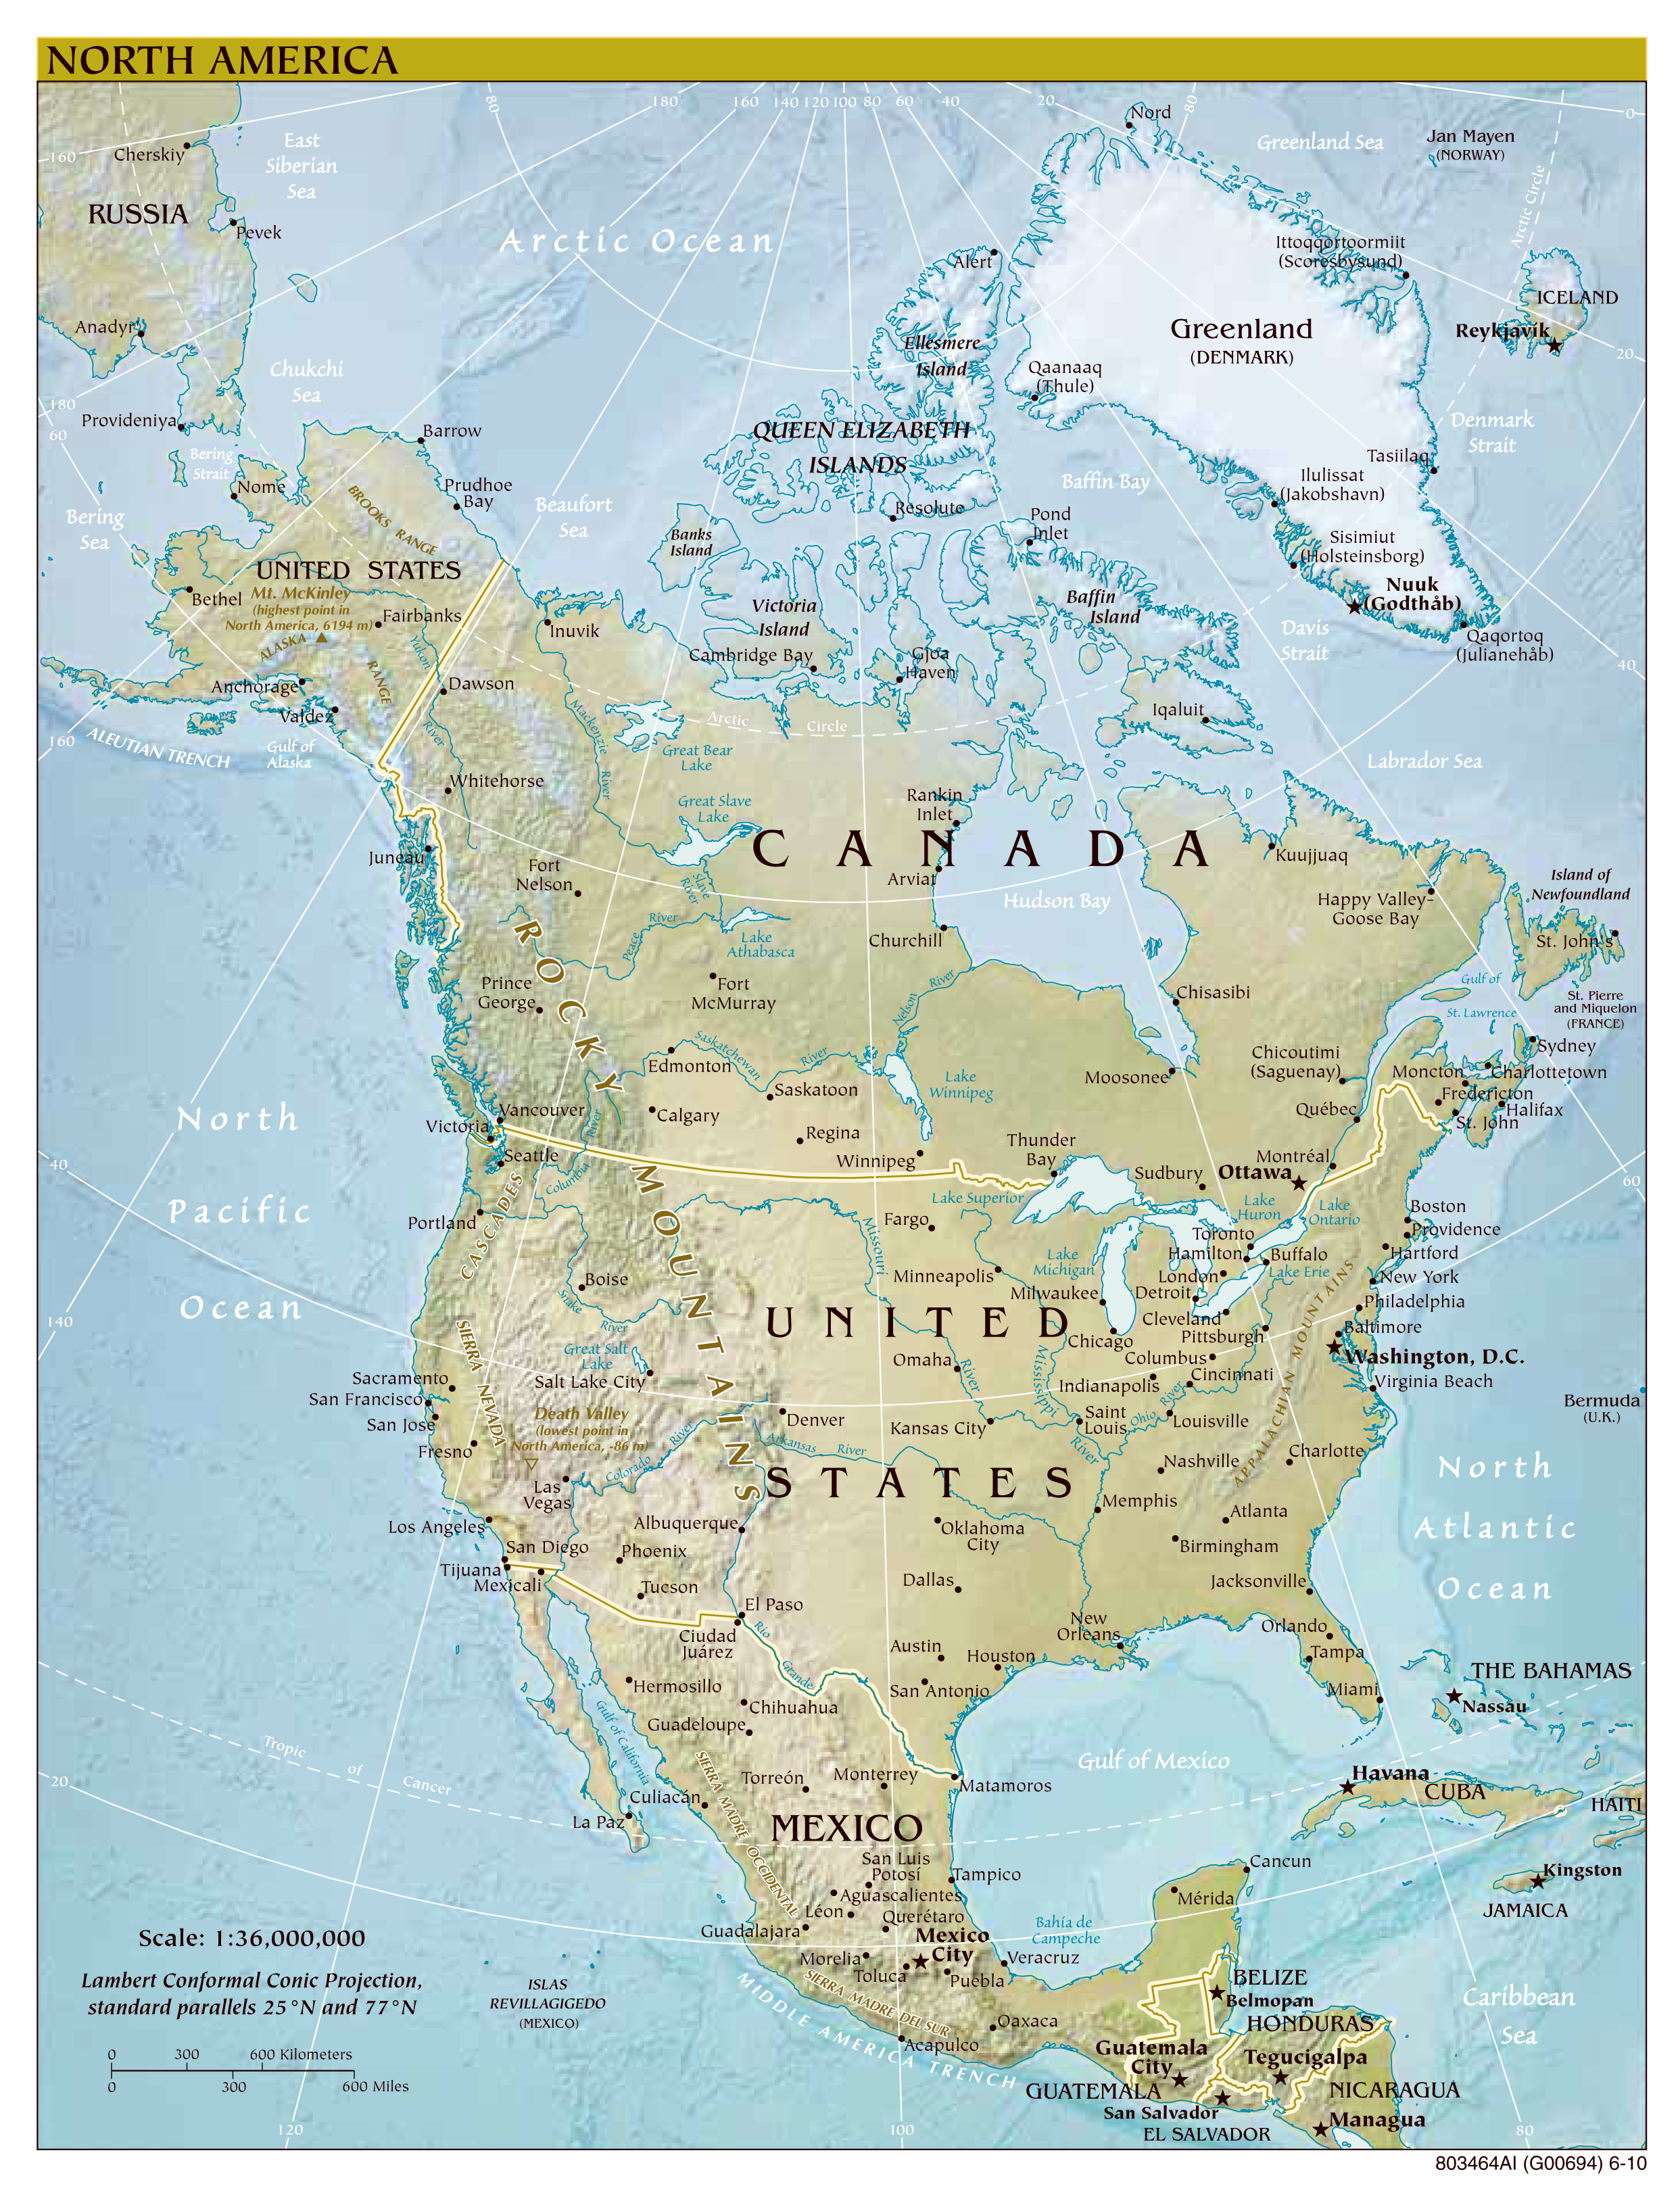 NORTH AMERICA
180
160
140
120
100
80
60
40
20
0
80
80
160
Nord
Greenland Sea
Jan Mayen
(NORWAY)
Cherskiy
East
Siberian
Sea
RUSSIA
Pevek
Arctic Ocean
Arctic Circle
Alert
Ittoqqortoormiit
(Scoresbysund)
ICELAND
Reykjavík
20
Greenland
(DENMARK)
Anadyr
Ellesmere
Island
Qaanaaq
(Thule)
Chukchi
Sea
180
60
Provideniya
Barrow
QUEEN ELIZABETH
ISLANDS
Denmark
Strait
Bering
Strait
Nome
Prudhoe
Bay
Beaufort
Sea
Baffin Bay
Tasiilaq
Ilulissat
(Jakobshavn)
Bering
Sea
BROOKS RANGE
Resolute
Pond
Inlet
Banks
Island
Sisimiut
(Holsteinsborg)
UNITED STATES
Mt. McKinley
(highest point in
North America, 6194 m)
Bethel
Fairbanks
Nuuk
(Godthåb)
Victoria
Island
Baffin
Island
Inuvik
Davis
Strait
Qaqortoq
(Julianehåb)
40
ALASKA RANGE
Yukon
River
Cambridge Bay
Gjoa
Haven
Anchorage
Dawson
Valdez
Mackenzie
River
Arctic Circle
Iqaluit
160
ALEUTIAN TRENCH
Gulf of
Alaska
Great Bear
Lake
Labrador Sea
Whitehorse
Great Slave
Lake
Rankin
Inlet
CANADA
Juneau
Fort
Nelson
Slave
River
Arviat
Kuujjuaq
Hudson Bay
Happy Valley-
Goose Bay
Island of
Newfoundland
ROCKY MOUNTAINS
Peace
River
Lake
Athabasca
Churchill
St. John's
Prince
George
Fort
McMurray
Nelson
River
Chisasibi
Gulf of
St. Lawrence
St. Pierre
and Miquelon
(FRANCE)
Edmonton
Saskatchewan
River
Saskatoon
Lake
Winnipeg
Moosonee
Chicoutimi
(Saguenay)
Sydney
Moncton
Charlottetown
Fredericton
Halifax
St. John
North
Pacific
Ocean
Vancouver
Victoria
Calgary
Regina
Winnipeg
Thunder
Bay
Québec
Montréal
Ottawa
Sudbury
60
40
Seattle
River
Columbia
Lake Superior
Lake
Huron
Lake
Ontario
Portland
CASCADES
Fargo
Missouri
Boston
Providence
Hartford
Toronto
Hamilton
Buffalo
Lake
Michigan
London
Lake Erie
New York
Boise
Minneapolis
Milwaukee
Detroit
Philadelphia
Snake
River
UNITED
Cleveland
Chicago
Pittsburgh
Baltimore
140
SIERRA NEVADA
Great Salt
Lake
Salt Lake City
Omaha
River
Mississippi
River
Columbus
Indianapolis
Cincinnati
Washington, D.C.
Virginia Beach
APPALACHIAN MOUNTAINS
Sacramento
San Francisco
San Jose
Fresno
Death Valley
(lowest point in
North America, -86 m)
Denver
Kansas City
Saint
Louis
Ohio
River
Louisville
Bermuda
(U.K.)
Colorado
River
Arkansas River
Charlotte
Nashville
Las
Vegas
STATES
North
Atlantic
Ocean
Los Angeles
Albuquerque
Oklahoma
City
Memphis
Atlanta
Birmingham
San Diego
Phoenix
Tijuana
Mexicali
Tucson
Dallas
Jacksonville
El Paso
Ciudad
Juárez
Rio
Grande
Austin
Houston
New
Orleans
Orlando
Tampa
San Antonio
Hermosillo
Chihuahua
Guadeloupe
Miami
THE BAHAMAS
Nassau
Gulf of California
Tropic of Cancer
20
Torreón
Monterrey
Matamoros
Gulf of Mexico
Havana
CUBA
HAITI
Culiacán
La Paz
SIERRA MADRE OCCIDENTAL
MEXICO
San Luis
Potosí
Tampico
Cancun
Kingston
JAMAICA
Aguascalientes
Léon
Mérida
Guadalajara
Querétaro
Mexico
City
Bahía de
Campeche
Scale: 1:36,000,000
Morelia
Toluca
Puebla
Veracruz
Lambert Conformal Conic Projection,
standard parallels 25°N and 77°N
ISLAS
REVILLAGIGEDO
(MEXICO)
MIDDLE AMERICA TRENCH
SIERRA MADRE DEL SUR
Oaxaca
Acapulco
BELIZE
Belmopan
HONDURAS
Caribbean
Sea
0 300 600 Kilometers
0 300 600 Miles
Guatemala
City
GUATEMALA
Tegucigalpa
NICARAGUA
San Salvador
EL SALVADOR
Managua
120
100
80
803464AI (G00694) 6-10